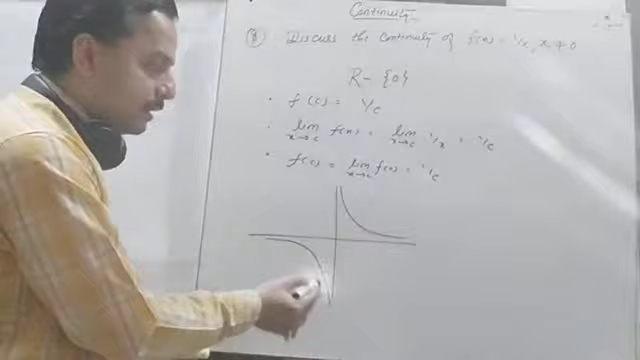 Continuity
Q Discuss the continuity of f(x) = 1/x, x ≠ 0
R - {0}
• f(c) = 1/c
• lim x→c f(x) = lim x→c 1/x = 1/c
• f(c) = lim x→c f(x) = 1/c